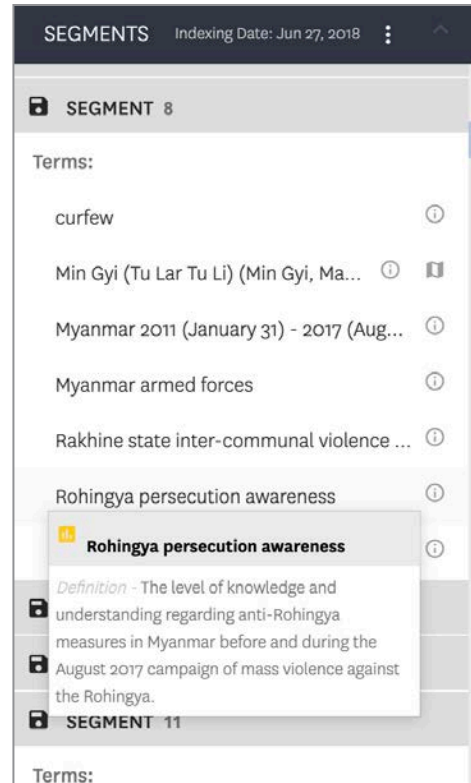 SEGMENTS Indexing Date: Jun 27, 2018
SEGMENT 8
Terms:
curfew
Min Gyi (Tu Lar Tu Li) (Min Gyi, Ma...
Myanmar 2011 (January 31) - 2017 (Aug...
Myanmar armed forces
Rakhine state inter-communal violence ...
Rohingya persecution awareness
Rohingya persecution awareness
Definition - The level of knowledge and
understanding regarding anti-Rohingya
measures in Myanmar before and during the
August 2017 campaign of mass violence against
the Rohingya.
SEGMENT 11
Terms: